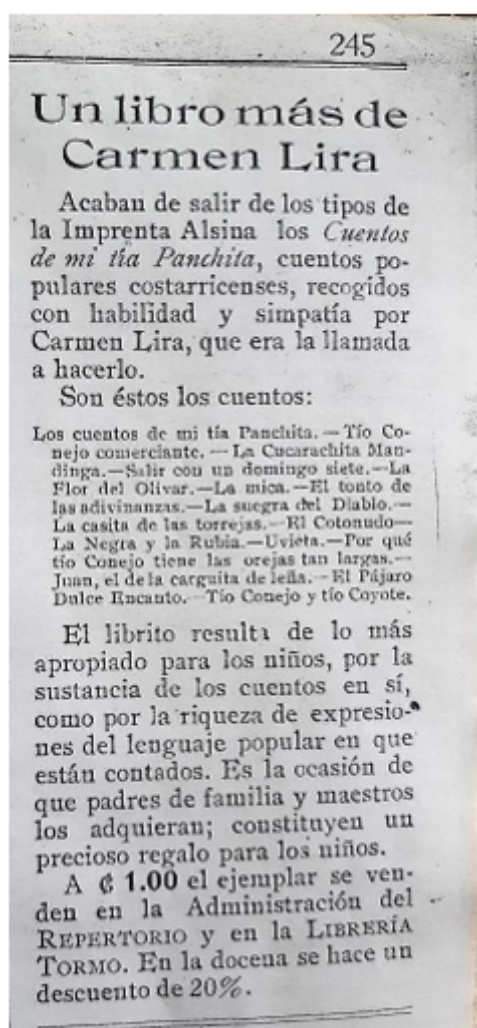 245
Un libro más de
Carmen Lira
Acaban de salir de los tipos de
la Imprenta Alsina los Cuentos
de mi tía Panchita, cuentos po-
pulares costarricenses, recogidos
con habilidad y simpatía por
Carmen Lira, que era la llamada
a hacerlo.
Son éstos los cuentos:
Los cuentos de mi tía Panchita.—Tío Co-
nejo comerciante.—La Cucarachita Man-
dinga.—Salir con un domingo siete.—La
Flor del Olivar.—La mica.—El tonto de
las adivinanzas.—La suegra del Diablo.—
La casita de las torrejas.—El Cotonudo—
La Negra y la Rubia.—Uvieta.—Por qué
tío Conejo tiene las orejas tan largas.—
Juan, el de la carguita de leña.—El Pájaro
Dulce Encanto.—Tío Conejo y tío Coyote.
El librito resulta de lo más
apropiado para los niños, por la
sustancia de los cuentos en sí,
como por la riqueza de expresio-
nes del lenguaje popular en que
están contados. Es la ocasión de
que padres de familia y maestros
los adquieran; constituyen un
precioso regalo para los niños.
A ₡ 1.00 el ejemplar se ven-
den en la Administración del
REPERTORIO y en la LIBRERÍA
TORMO. En la docena se hace un
descuento de 20%.